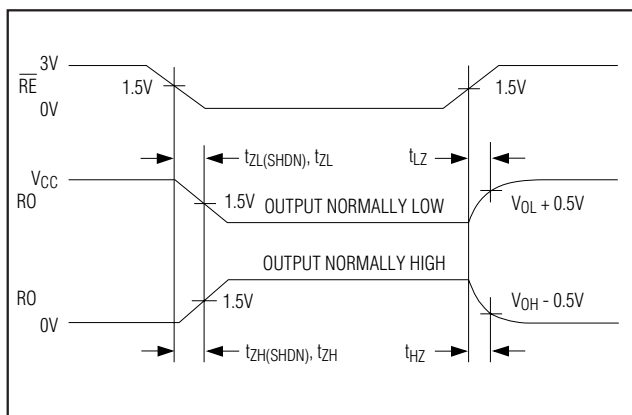 3V
RE
1.5V
1.5V
0V
tZL(SHDN), tZL
tLZ
VCC
RO
1.5V
OUTPUT NORMALLY LOW
VOL + 0.5V
OUTPUT NORMALLY HIGH
RO
1.5V
VOH - 0.5V
0V
tZH(SHDN), tZH
tHZ